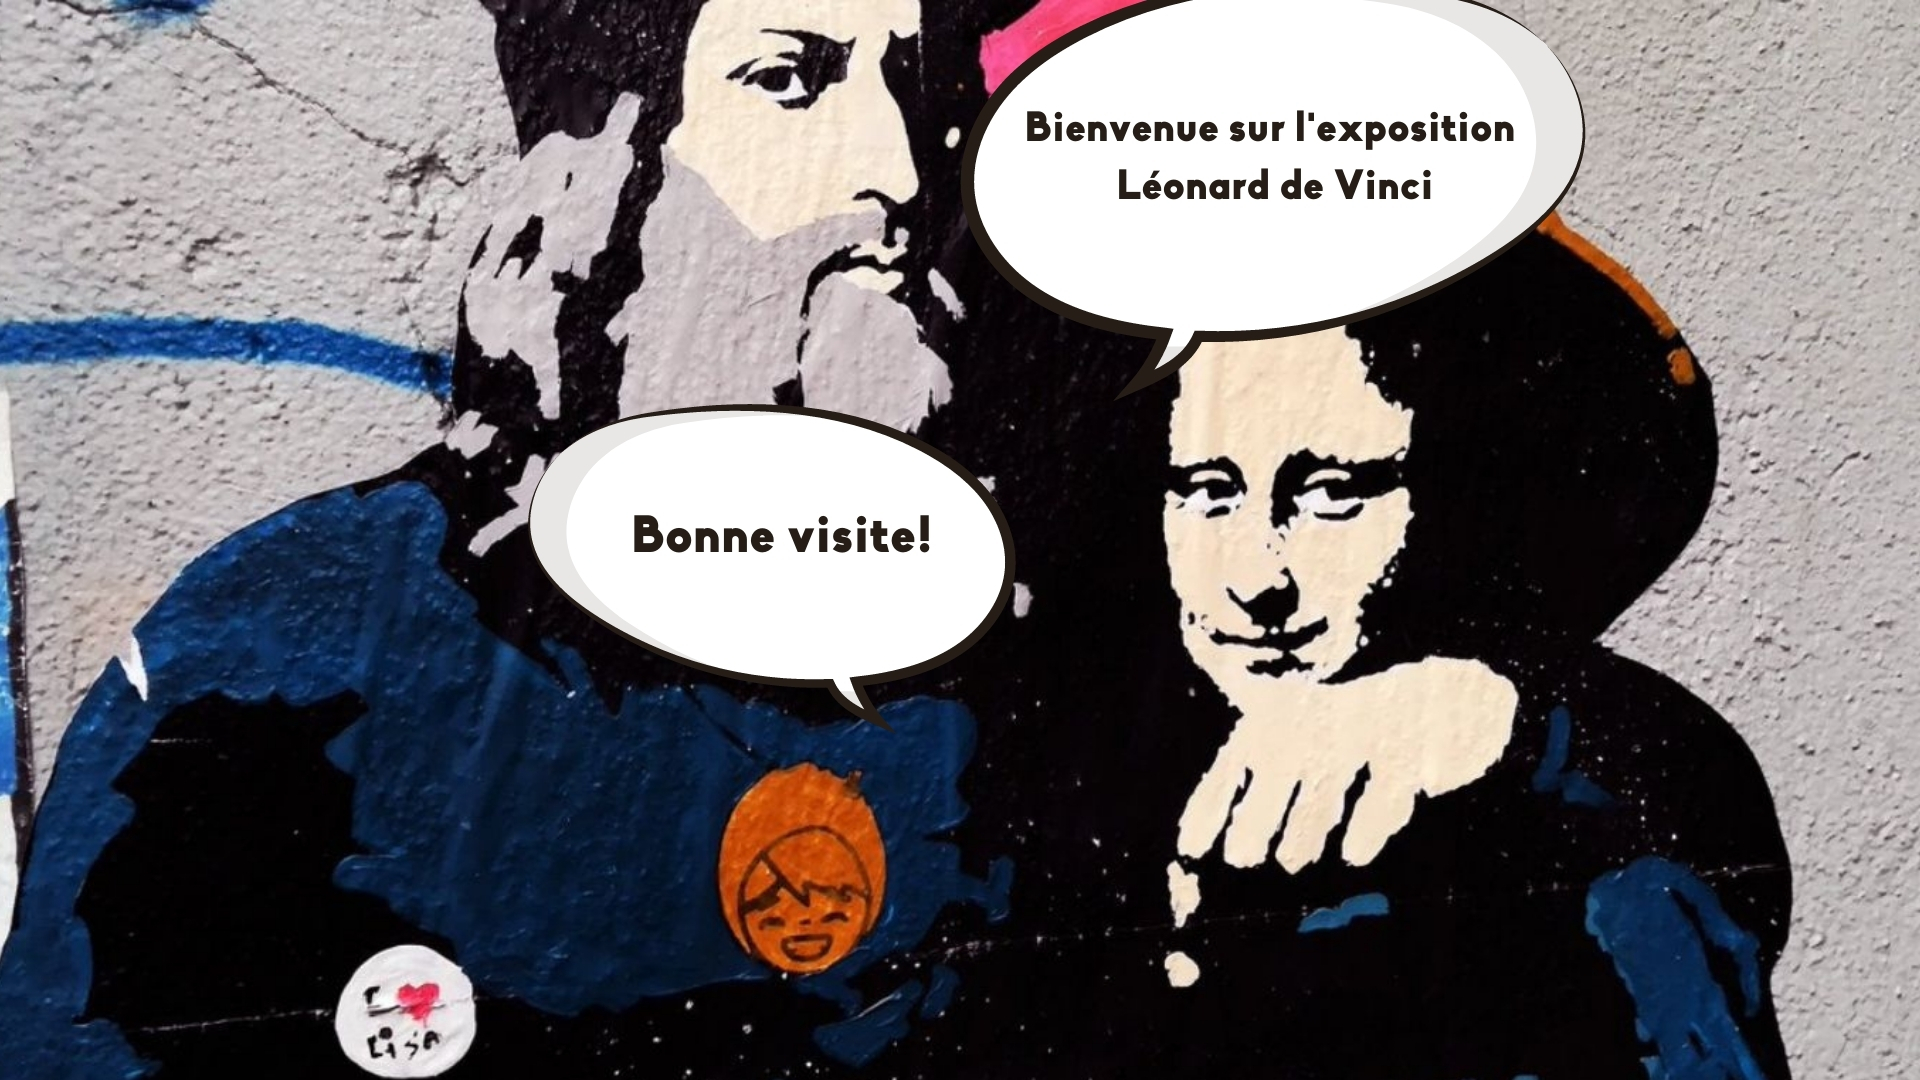 Bienvenue sur l'exposition
Léonard de Vinci
Bonne visite!
I ❤
LiSA